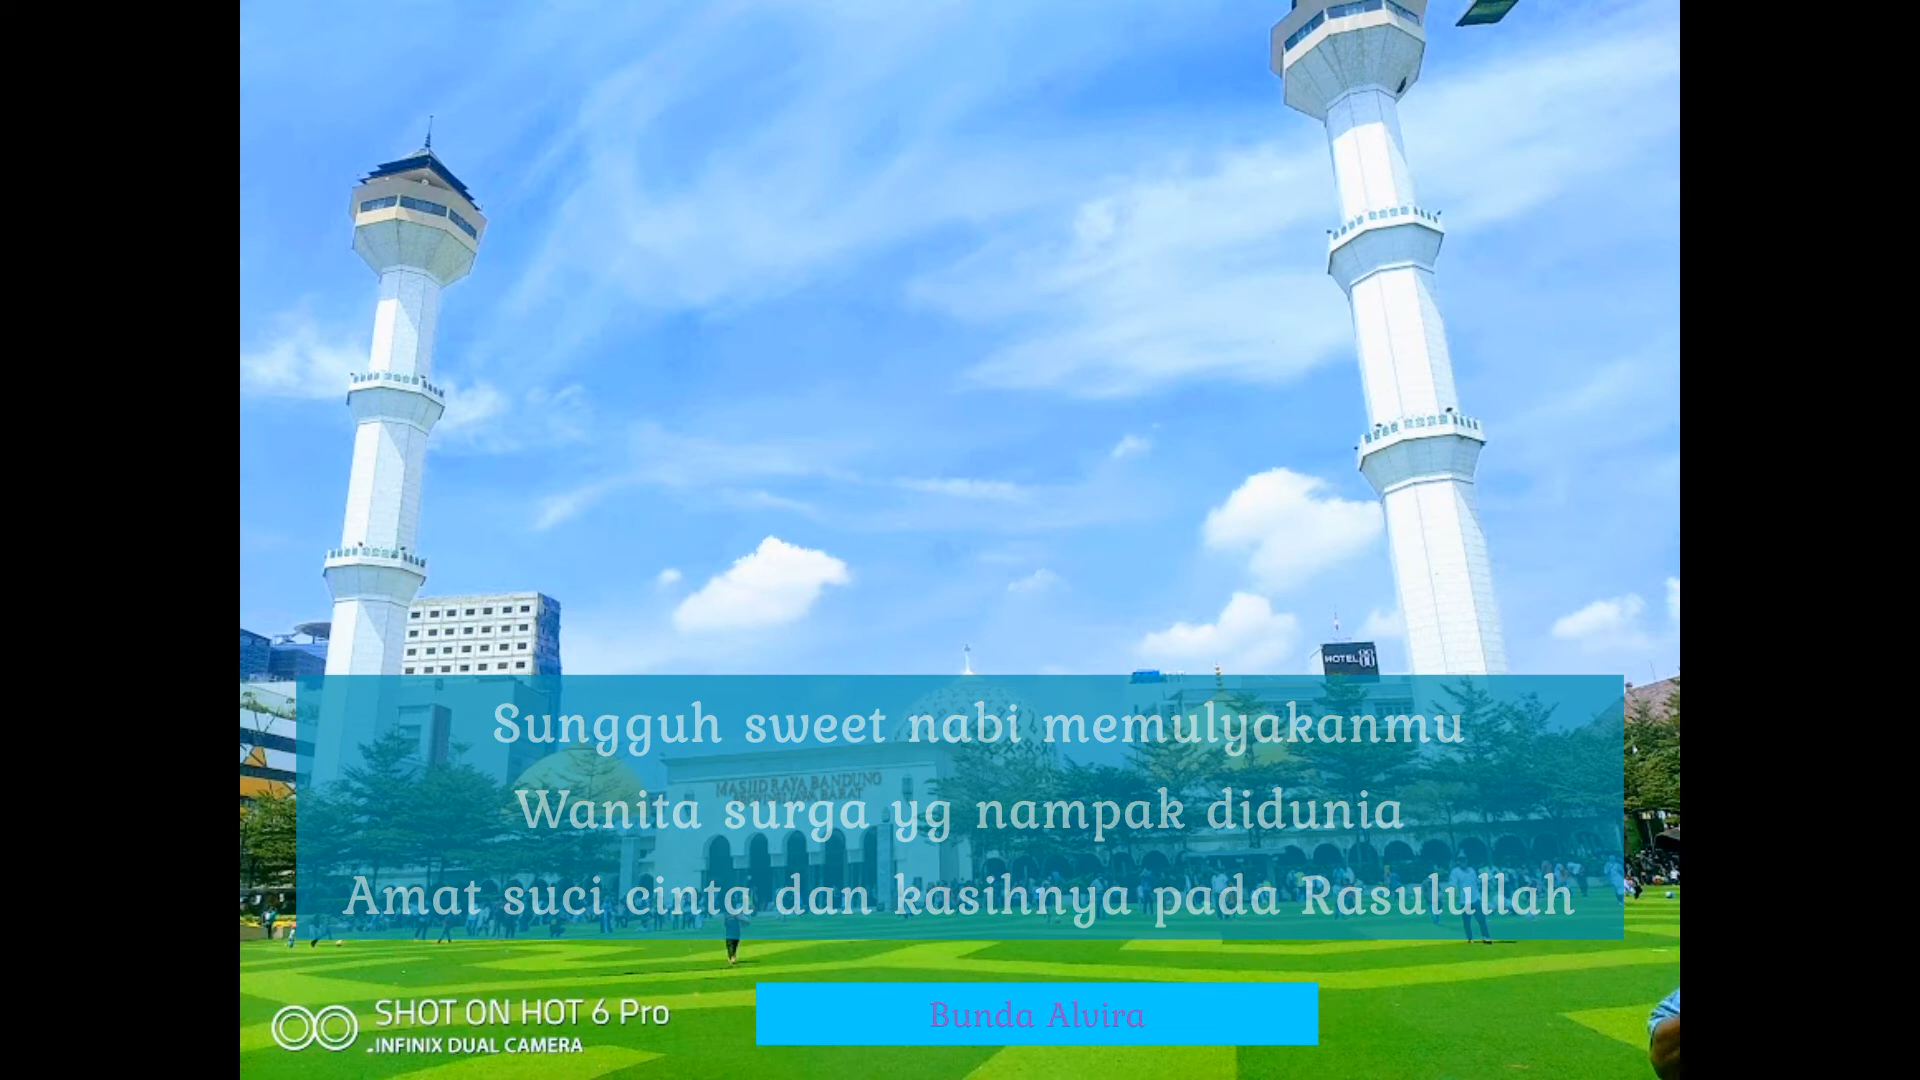 HOTEL 88
Sungguh sweet nabi memulyakanmu
MASJID RAYA BANDUNG
Wanita surga yg nampak didunia
Amat suci cinta dan kasihnya pada Rasulullah
SHOT ON HOT 6 Pro
INFINIX DUAL CAMERA
Bunda Alvira